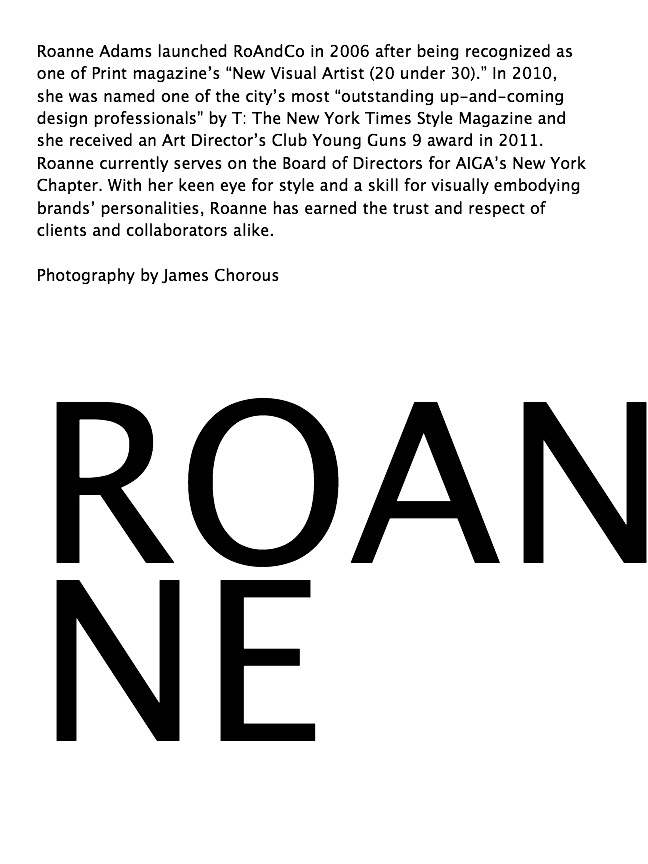 Roanne Adams launched RoAndCo in 2006 after being recognized as
one of Print magazine’s “New Visual Artist (20 under 30).” In 2010,
she was named one of the city’s most “outstanding up-and-coming
design professionals” by T: The New York Times Style Magazine and
she received an Art Director’s Club Young Guns 9 award in 2011.
Roanne currently serves on the Board of Directors for AIGA’s New York
Chapter. With her keen eye for style and a skill for visually embodying
brands’ personalities, Roanne has earned the trust and respect of
clients and collaborators alike.
Photography by James Chorous
ROAN
NE